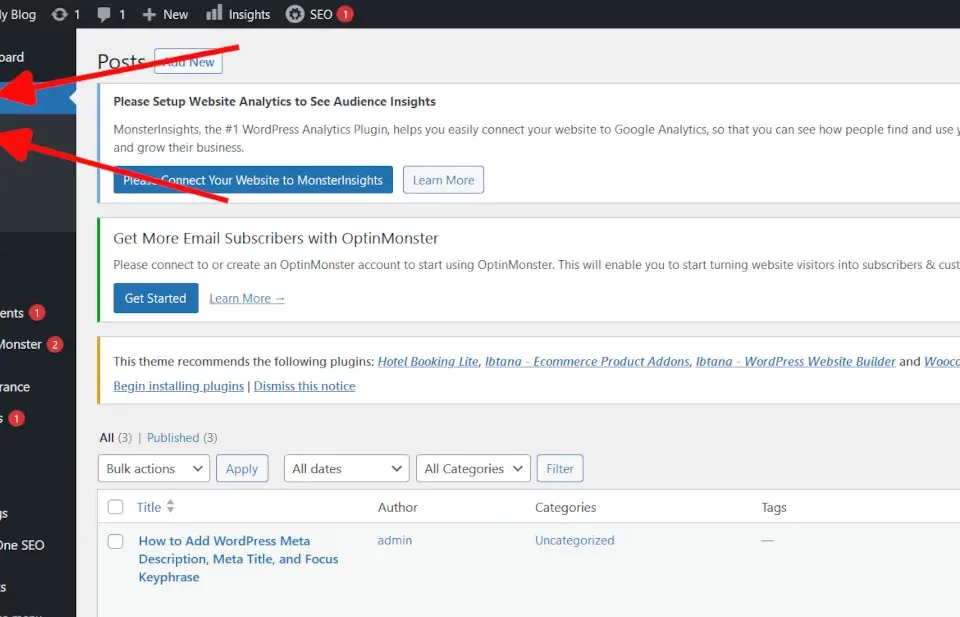 ly Blog 1 1 New Insights SEO 1
oard
Posts Add New
Please Setup Website Analytics to See Audience Insights
MonsterInsights, the #1 WordPress Analytics Plugin, helps you easily connect your website to Google Analytics, so that you can see how people find and use y
and grow their business.
Please Connect Your Website to MonsterInsights Learn More
Get More Email Subscribers with OptinMonster
Please connect to or create an OptinMonster account to start using OptinMonster. This will enable you to start turning website visitors into subscribers & cust
Get Started Learn More →
ents 1
Monster 2
This theme recommends the following plugins: Hotel Booking Lite, Ibtana - Ecommerce Product Addons, Ibtana - WordPress Website Builder and Wooco
Begin installing plugins | Dismiss this notice
rance
s 1
All (3) | Published (3)
Bulk actions Apply All dates All Categories Filter
Title Author Categories Tags
gs
How to Add WordPress Meta admin Uncategorized —
Description, Meta Title, and Focus
Keyphrase
One SEO
ts